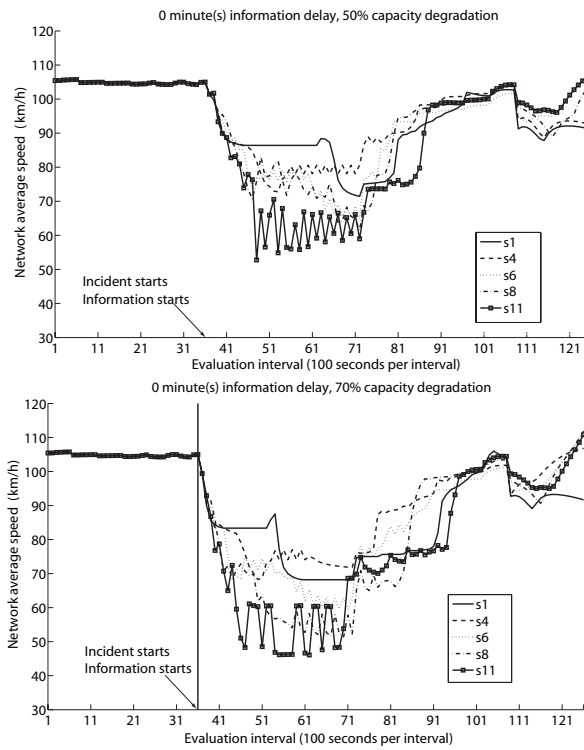 0 minute(s) information delay, 50% capacity degradation
120
110
100
90
80
70
60
50
40
30
Network average speed (km/h)
Incident starts
Information starts
s1
s4
s6
s8
s11
1 11 21 31 41 51 61 71 81 91 101 111 121
Evaluation interval (100 seconds per interval)
0 minute(s) information delay, 70% capacity degradation
120
110
100
90
80
70
60
50
40
30
Network average speed (km/h)
Incident starts
Information starts
s1
s4
s6
s8
s11
1 11 21 31 41 51 61 71 81 91 101 111 121
Evaluation interval (100 seconds per interval)